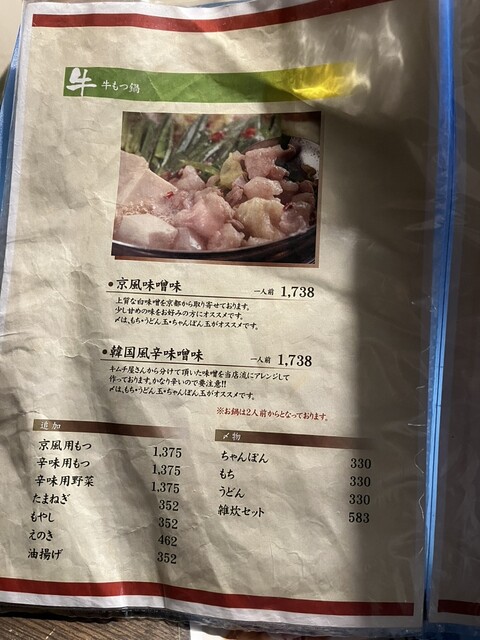 牛 牛もつ鍋
●京風味噌味 一人前 1,738
上質な白味噌を京都から取り寄せております。
少し甘めの味をお好みの方にオススメです。
〆は、もち・うどん玉・ちゃんぽん玉がオススメです。
●韓国風辛味噌味 一人前 1,738
キムチ屋さんから分けて頂いた味噌を当店流にアレンジして
作っております。かなり辛いので要注意!!
〆は、もち・うどん玉・ちゃんぽん玉がオススメです。
※お鍋は2人前からとなっております。
追加
京風用もつ 1,375
辛味用もつ 1,375
辛味用野菜 1,375
たまねぎ 352
もやし 352
えのき 462
油揚げ 352
〆物
ちゃんぽん 330
もち 330
うどん 330
雑炊セット 583